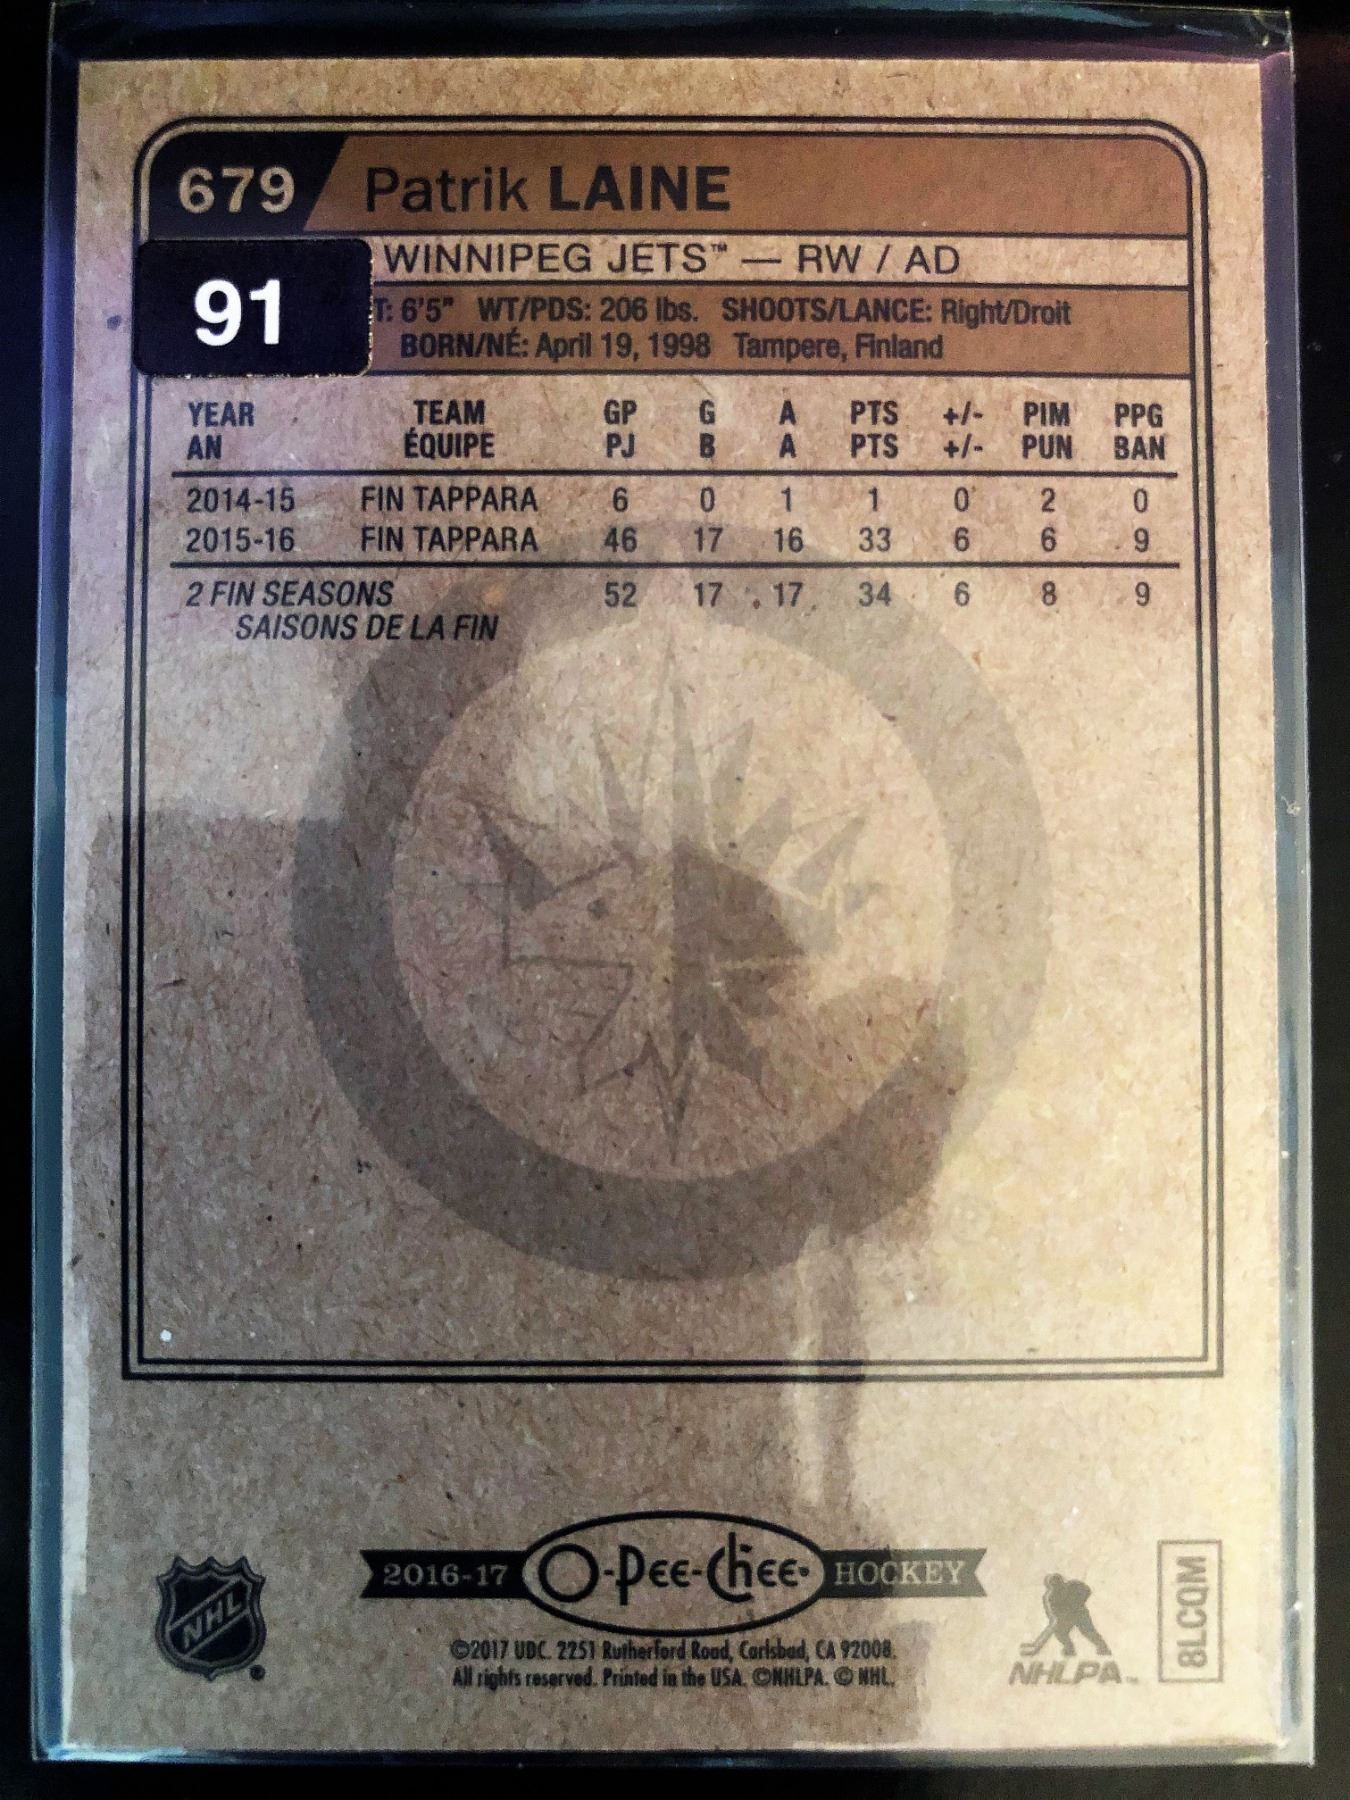 679 Patrik LAINE
91
WINNIPEG JETS™ — RW / AD
T: 6'5" WT/PDS: 206 lbs. SHOOTS/LANCE: Right/Droit
BORN/NÉ: April 19, 1998 Tampere, Finland
YEAR TEAM GP G A PTS +/- PIM PPG
AN ÉQUIPE PJ B A PTS +/- PUN BAN
2014-15 FIN TAPPARA 6 0 1 1 0 2 0
2015-16 FIN TAPPARA 46 17 16 33 6 6 9
2 FIN SEASONS 52 17 17 34 6 8 9
SAISONS DE LA FIN
2016-17 O-Pee-Chee HOCKEY
NHL
©2017 UDC. 2251 Rutherford Road, Carlsbad, CA 92008.
All rights reserved. Printed in the USA. ©NHLPA. © NHL.
NHLPA™
8LCQM